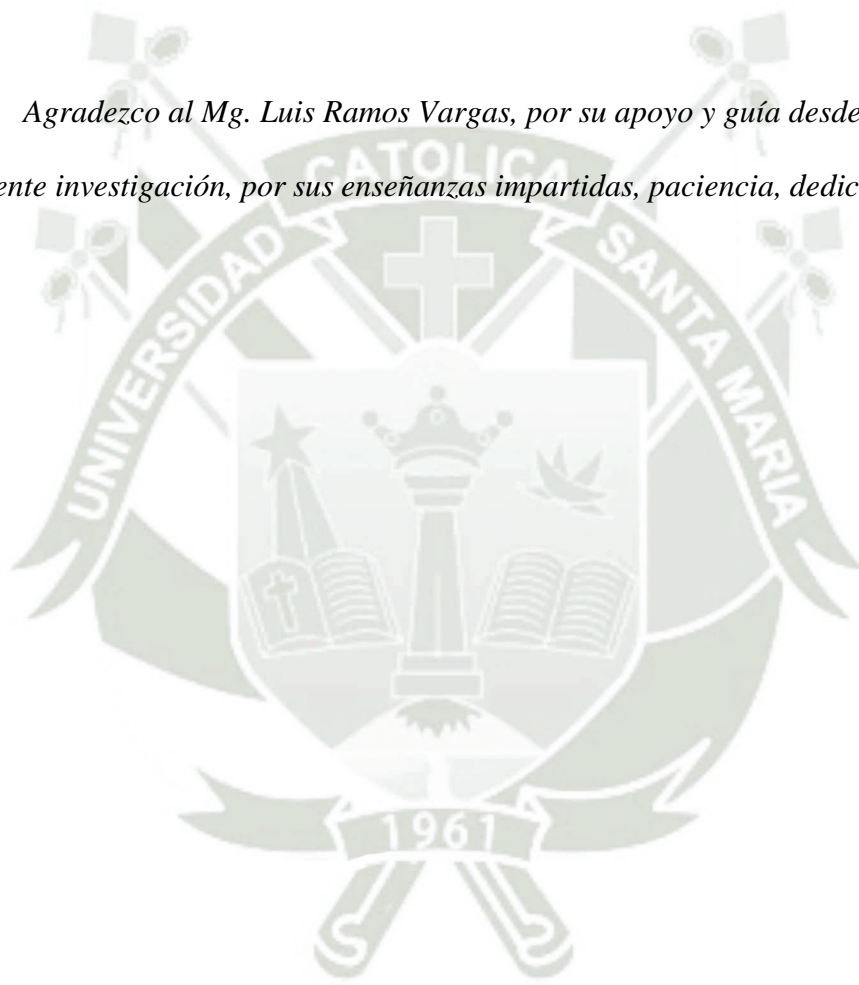 Agradezco al Mg. Luis Ramos Vargas, por su apoyo y guía desde
ente investigación, por sus enseñanzas impartidas, paciencia, dedic
UNIVERSIDAD CATOLICA SANTA MARIA
1961